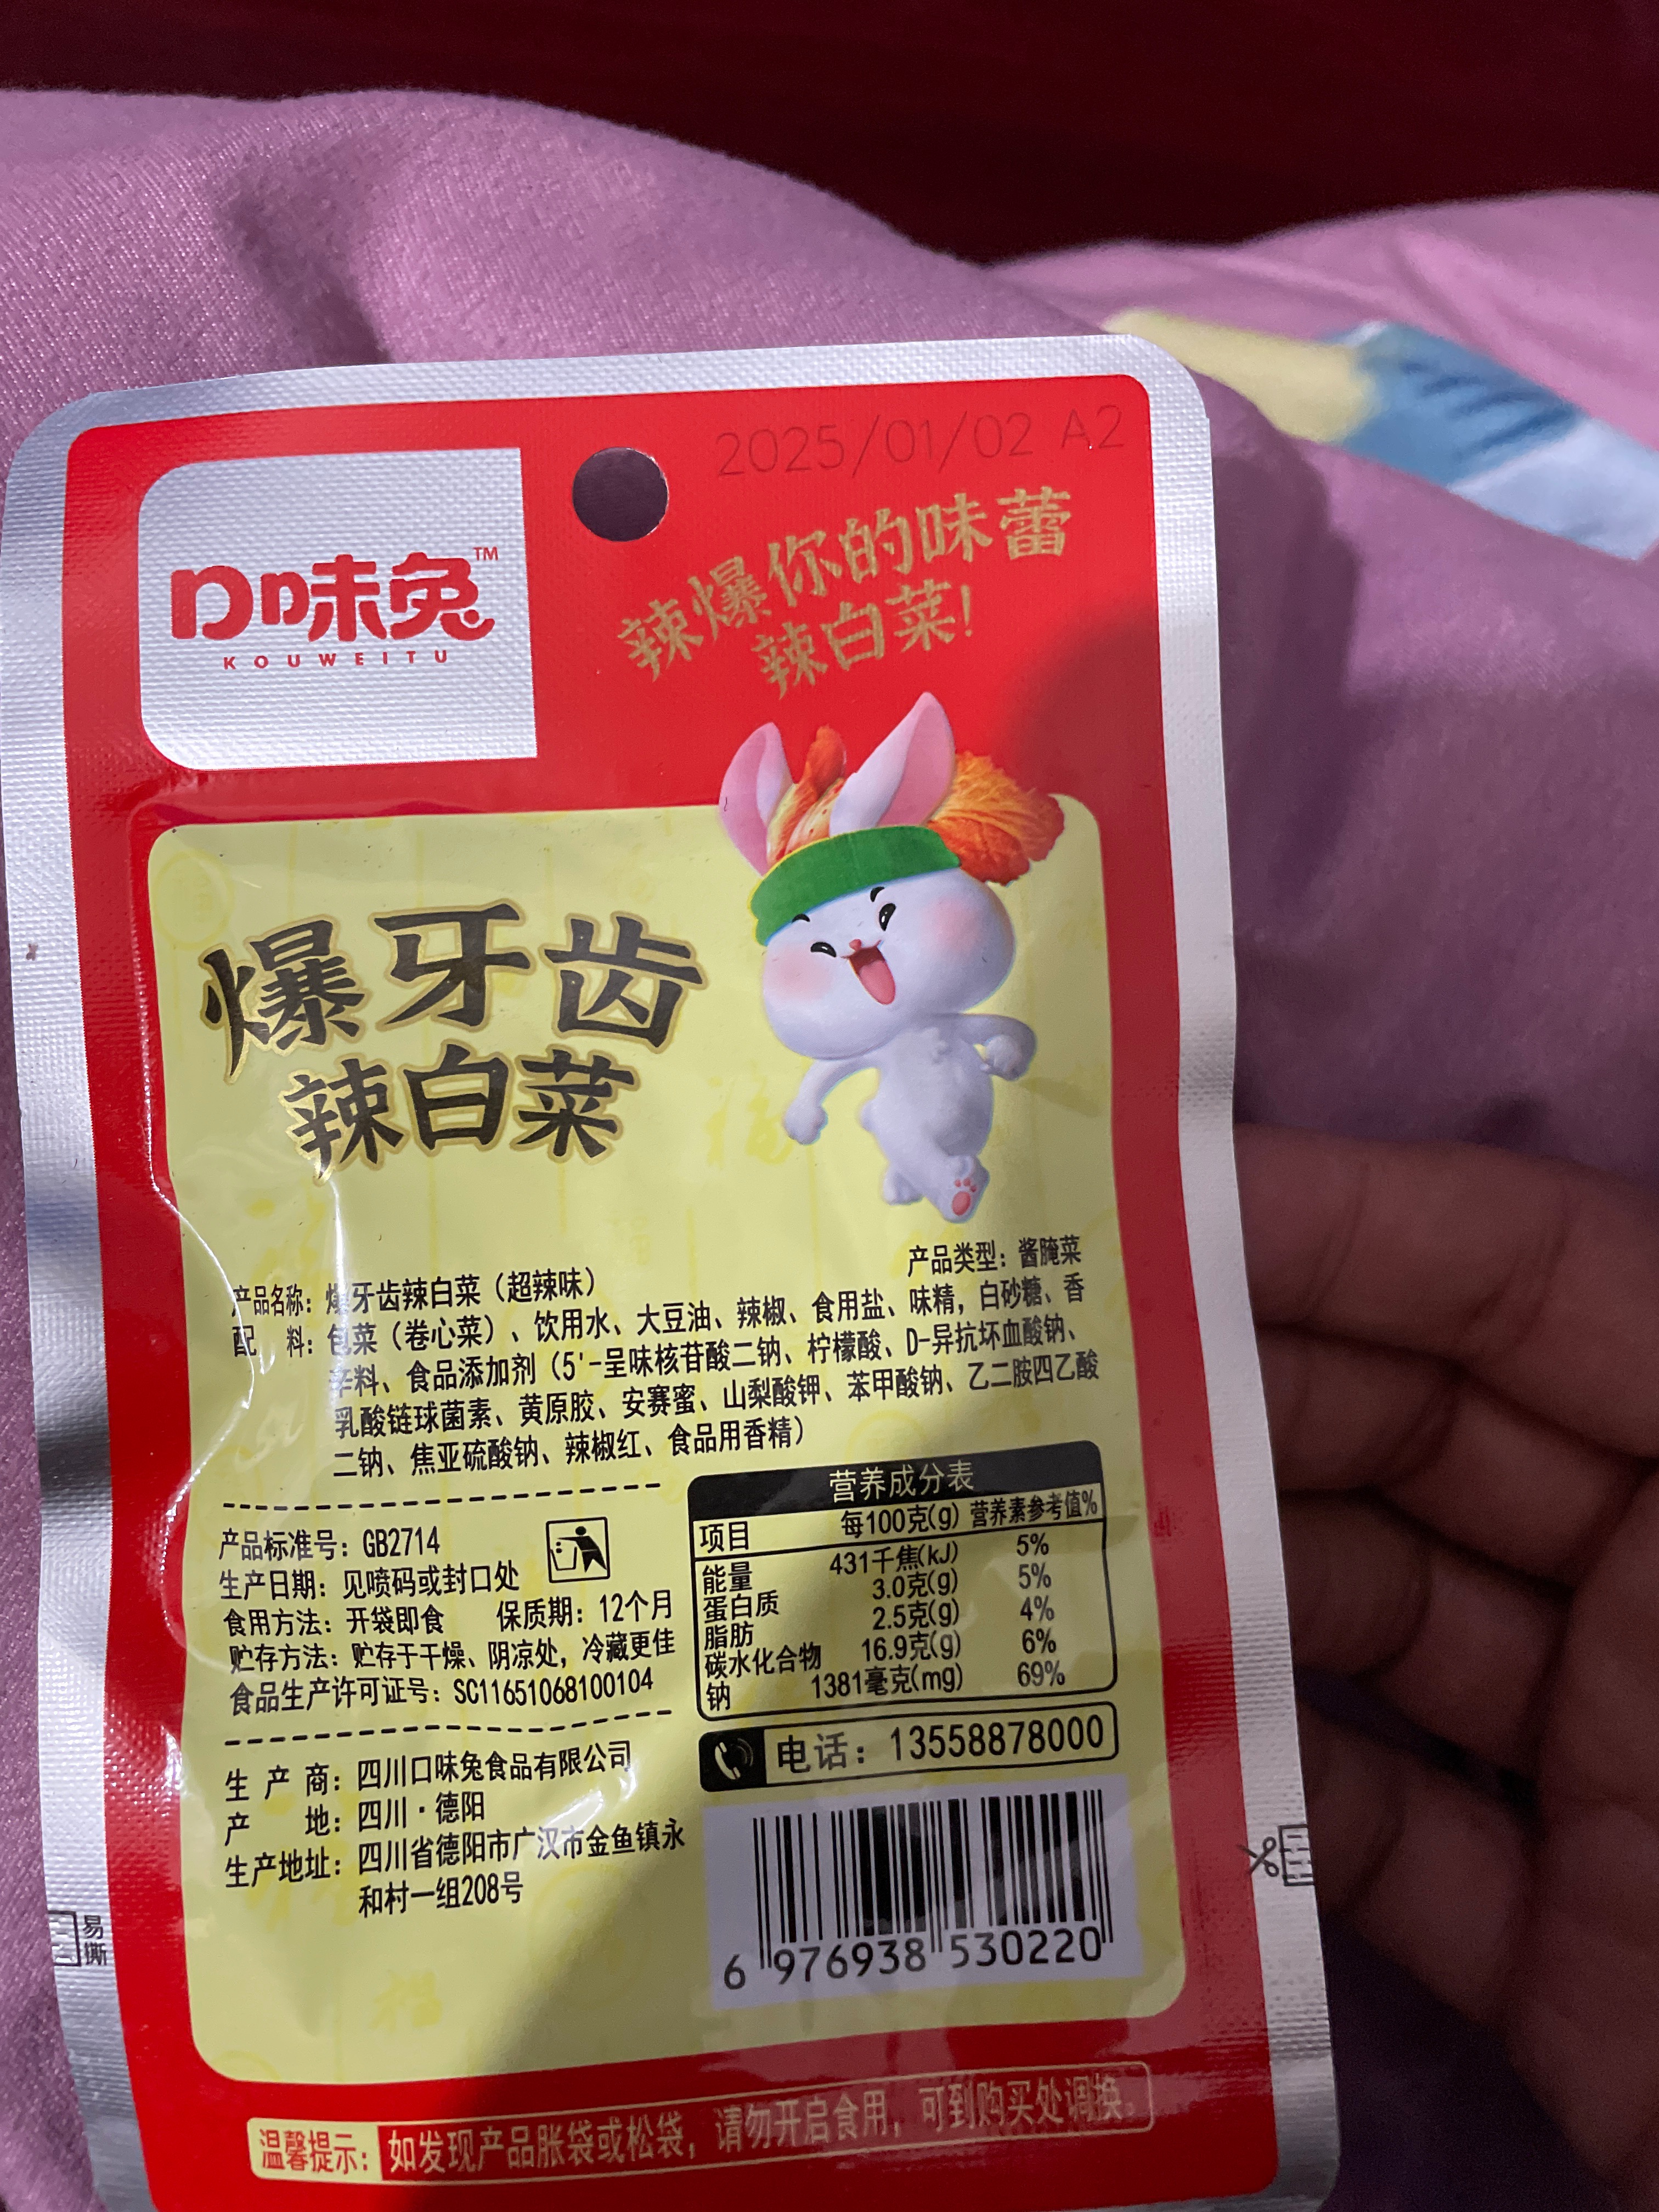 2025/01/02 A2
口口味兔™
KOUWEITU
辣爆你的味蕾
辣白菜!
爆牙齿
辣白菜
产品类型：酱腌菜
产品名称：爆牙齿辣白菜（超辣味）
配　料：包菜（卷心菜）、饮用水、大豆油、辣椒、食用盐、味精，白砂糖、香
辛料、食品添加剂（5'-呈味核苷酸二钠、柠檬酸、D-异抗坏血酸钠、
乳酸链球菌素、黄原胶、安赛蜜、山梨酸钾、苯甲酸钠、乙二胺四乙酸
二钠、焦亚硫酸钠、辣椒红、食品用香精）
产品标准号：GB2714
生产日期：见喷码或封口处
食用方法：开袋即食　保质期：12个月
贮存方法：贮存于干燥、阴凉处，冷藏更佳
食品生产许可证号：SC11651068100104
营养成分表
项目 每100克(g) 营养素参考值%
能量 431千焦(kJ) 5%
蛋白质 3.0克(g) 5%
脂肪 2.5克(g) 4%
碳水化合物 16.9克(g) 6%
钠 1381毫克(mg) 69%
电话：13558878000
生产商：四川口味兔食品有限公司
产　地：四川·德阳
生产地址：四川省德阳市广汉市金鱼镇永
和村一组208号
6 976938 530220
易撕
温馨提示：如发现产品胀袋或松袋，请勿开启食用，可到购买处调换。